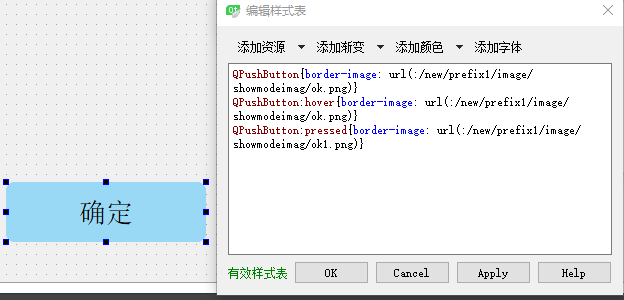 Qt
编辑样式表
添加资源 添加渐变 添加颜色 添加字体
QPushButton{border-image: url(:/new/prefix1/image/
showmodeimag/ok.png)}
QPushButton:hover{border-image: url(:/new/prefix1/image/
showmodeimag/ok.png)}
QPushButton:pressed{border-image: url(:/new/prefix1/image/
showmodeimag/ok1.png)}
确定
有效样式表 OK Cancel Apply Help